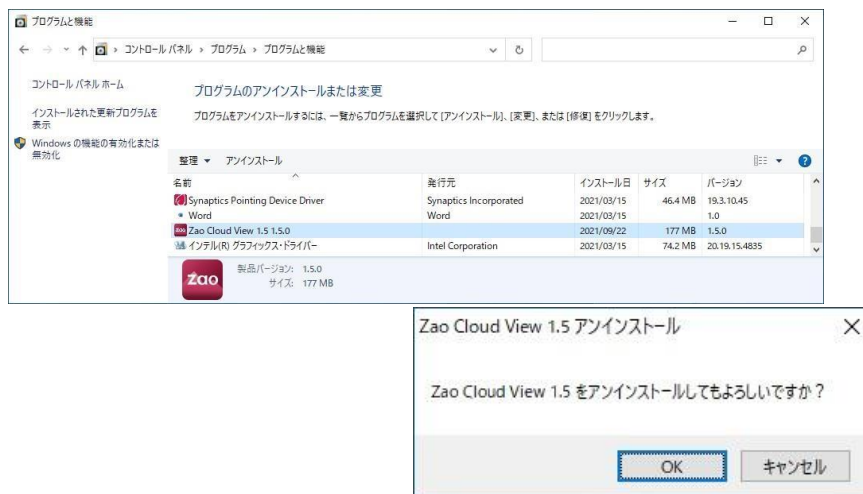 プログラムと機能
コントロール パネル › プログラム › プログラムと機能
コントロール パネル ホーム
インストールされた更新プログラムを
表示
Windows の機能の有効化または
無効化
プログラムのアンインストールまたは変更
プログラムをアンインストールするには、一覧からプログラムを選択して [アンインストール]、[変更]、または [修復] をクリックします。
整理 アンインストール
名前 発行元 インストール日 サイズ バージョン
Synaptics Pointing Device Driver Synaptics Incorporated 2021/03/15 46.4 MB 19.3.10.45
Word Word 2021/03/15 1.0
Zao Cloud View 1.5 1.5.0 2021/09/22 177 MB 1.5.0
インテル(R) グラフィックス・ドライバー Intel Corporation 2021/03/15 74.2 MB 20.19.15.4835
zao
製品バージョン: 1.5.0
サイズ: 177 MB
Zao Cloud View 1.5 アンインストール
Zao Cloud View 1.5 をアンインストールしてもよろしいですか？
OK キャンセル